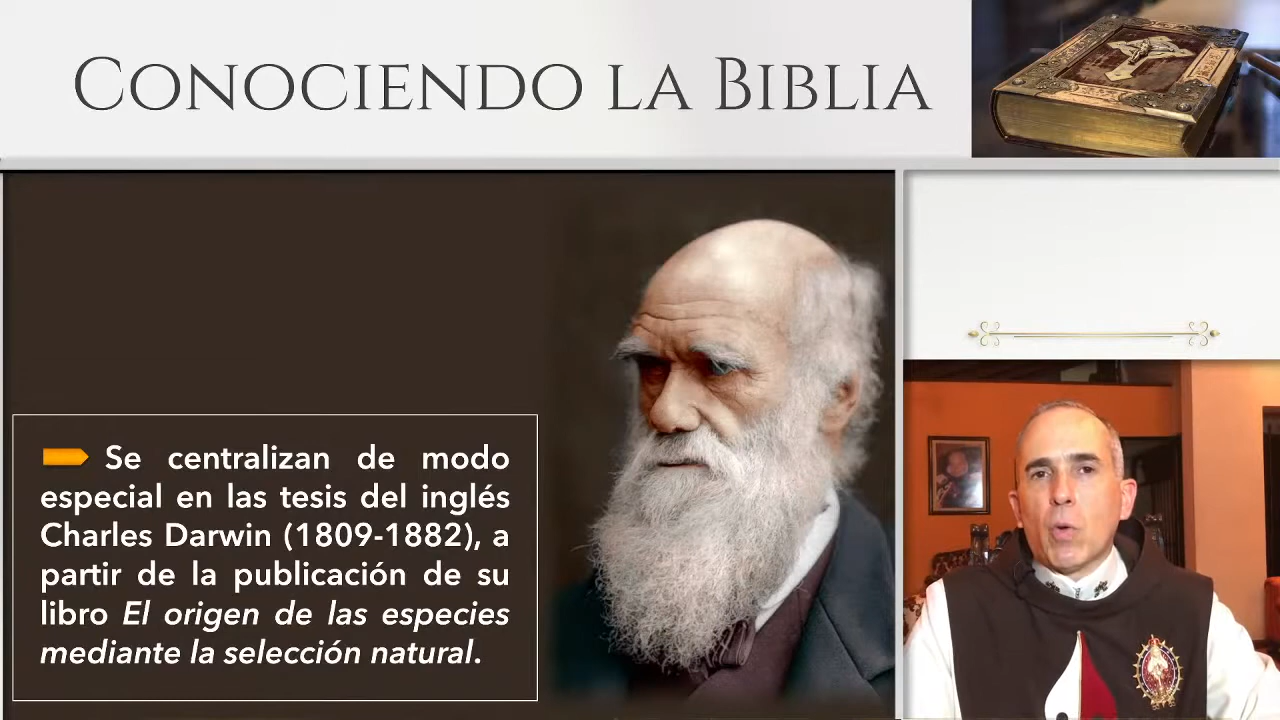 Conociendo la Biblia
Se centralizan de modo
especial en las tesis del inglés
Charles Darwin (1809-1882), a
partir de la publicación de su
libro El origen de las especies
mediante la selección natural.